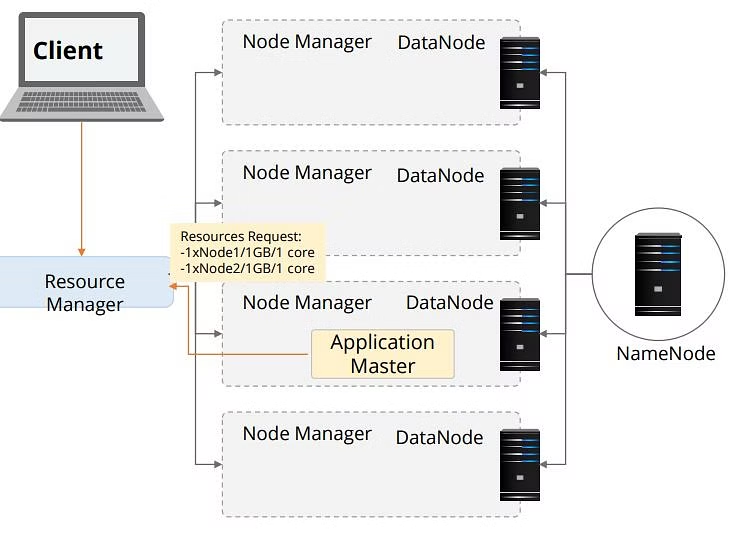 Client
Node Manager DataNode
Node Manager DataNode
Resources Request:
-1xNode1/1GB/1 core
-1xNode2/1GB/1 core
Resource
Manager
Node Manager DataNode
Application
Master
NameNode
Node Manager DataNode